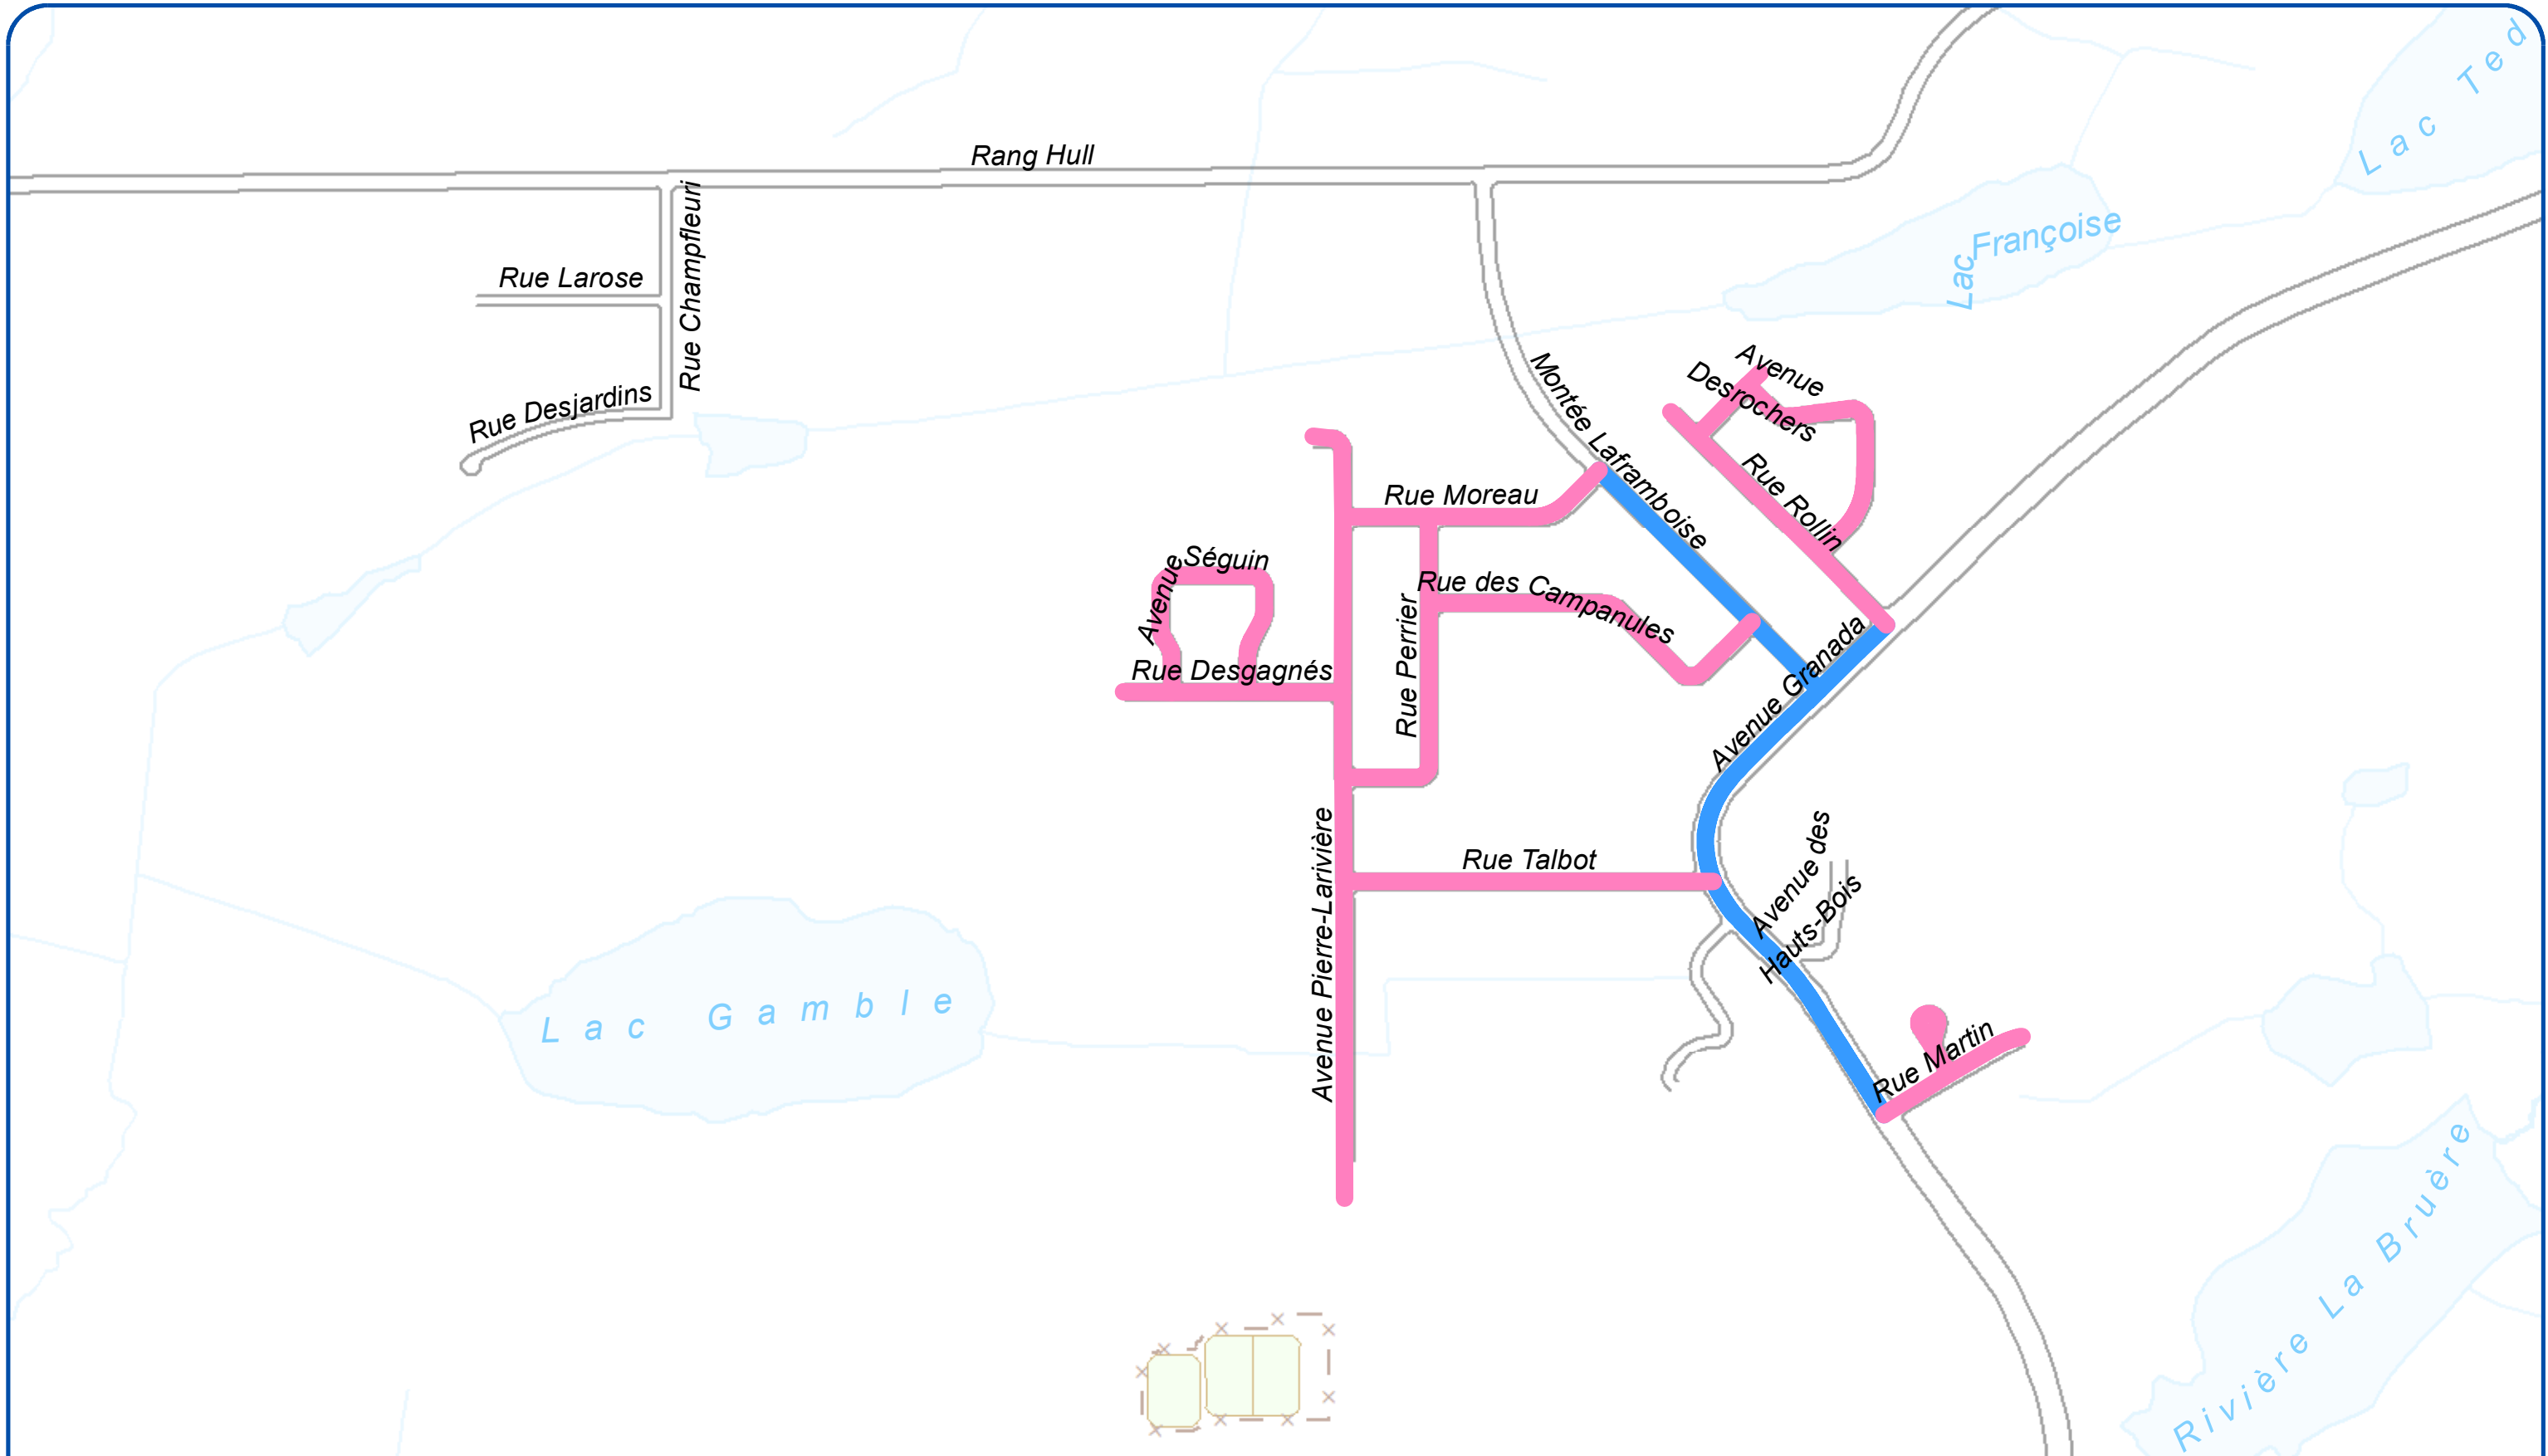 Lac Ted
Rang Hull
Rue Champfleuri
Lac Françoise
Rue Larose
Montée Laframboise
Avenue
Desrochers
Rue Desjardins
Rue Rollin
Rue Moreau
Avenue Séguin
Rue des Campanules
Rue Perrier
Rue Desgagnés
Avenue Granada
Avenue Pierre-Larivière
Rue Talbot
Avenue des
Hauts-Bois
Lac Gamble
Rue Martin
Rivière La Bruère